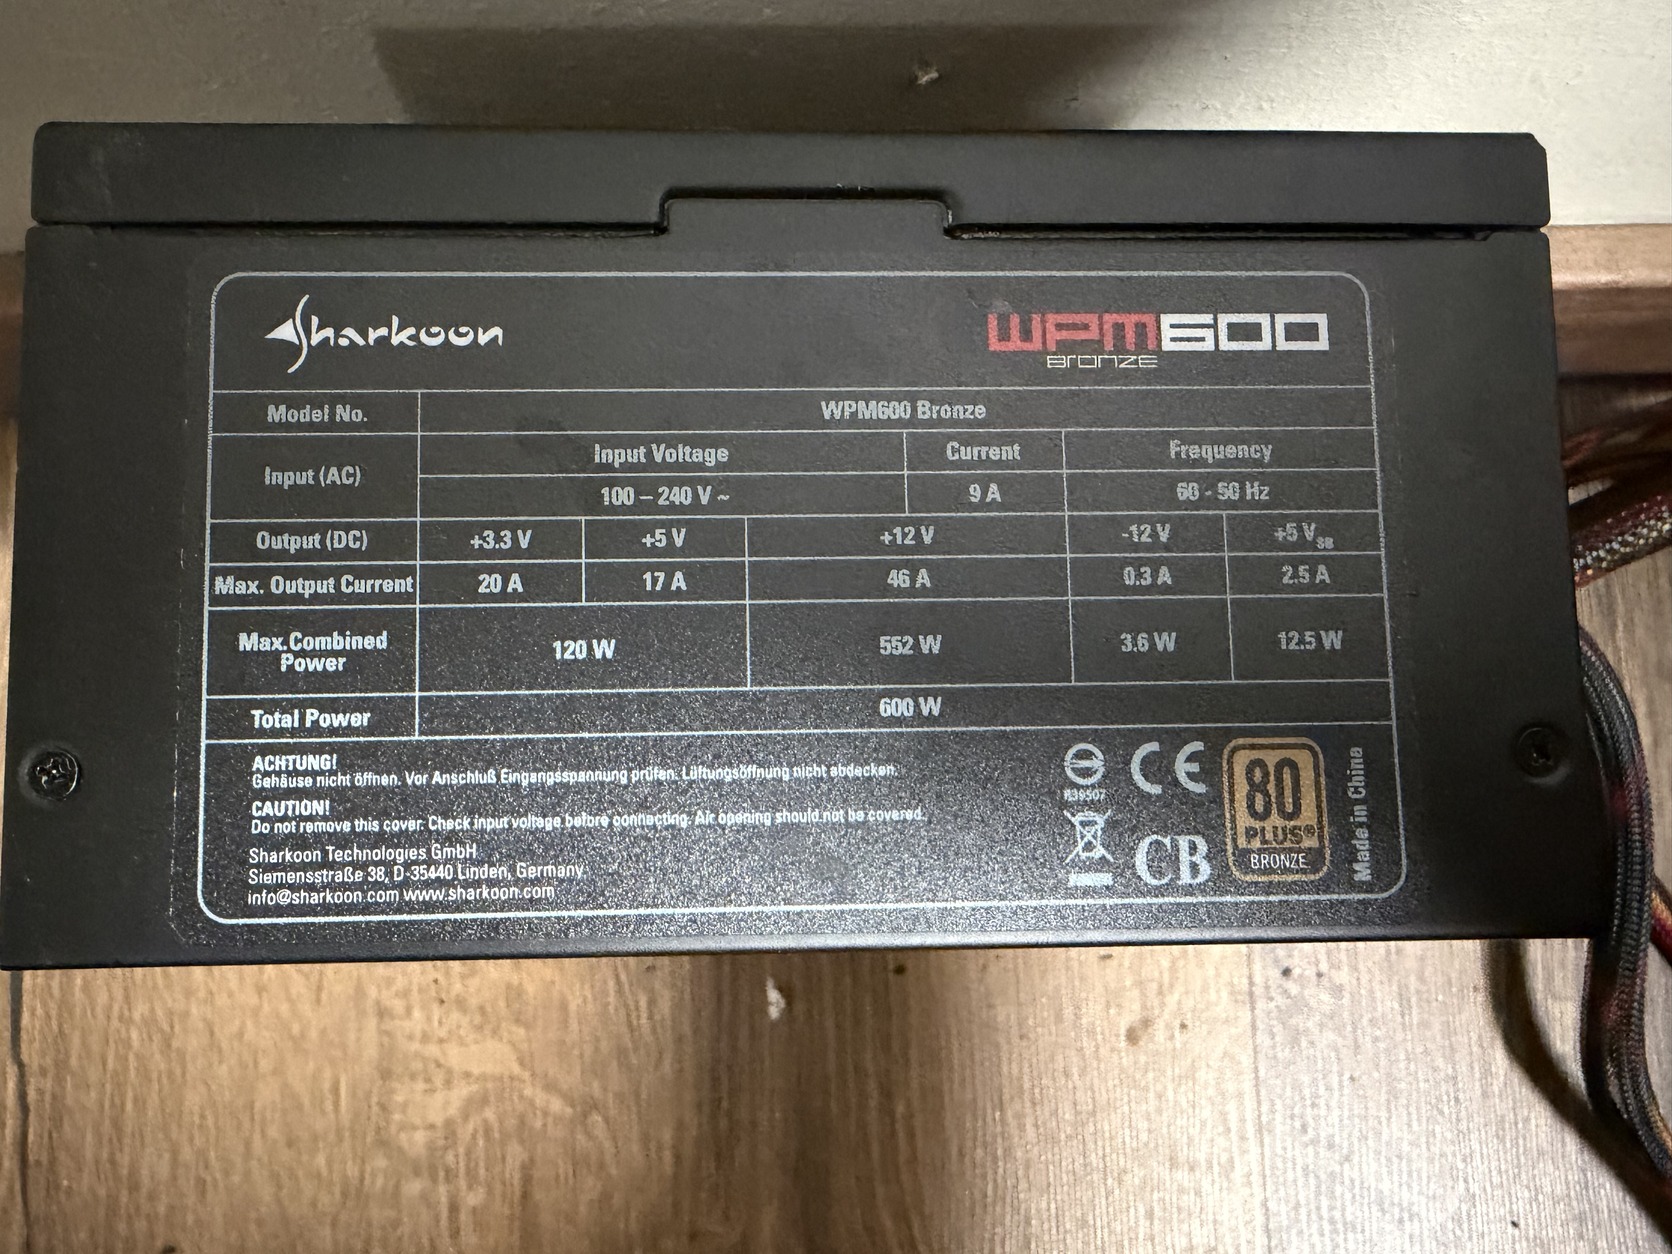 Sharkoon
WPM600
BRONZE
Model No. WPM600 Bronze
Input (AC) Input Voltage Current Frequency
100 – 240 V ~ 9 A 60 - 50 Hz
Output (DC) +3.3 V +5 V +12 V -12 V +5 VSB
Max. Output Current 20 A 17 A 46 A 0.3 A 2.5 A
Max.Combined Power 120 W 552 W 3.6 W 12.5 W
Total Power 600 W
ACHTUNG!
Gehäuse nicht öffnen. Vor Anschluß Eingangsspannung prüfen. Lüftungsöffnung nicht abdecken.
CAUTION!
Do not remove this cover. Check input voltage before connecting. Air opening should not be covered.
Sharkoon Technologies GmbH
Siemensstraße 38, D-35440 Linden, Germany
info@sharkoon.com www.sharkoon.com
R39507
CE
CB
80
PLUS®
BRONZE
Made in China